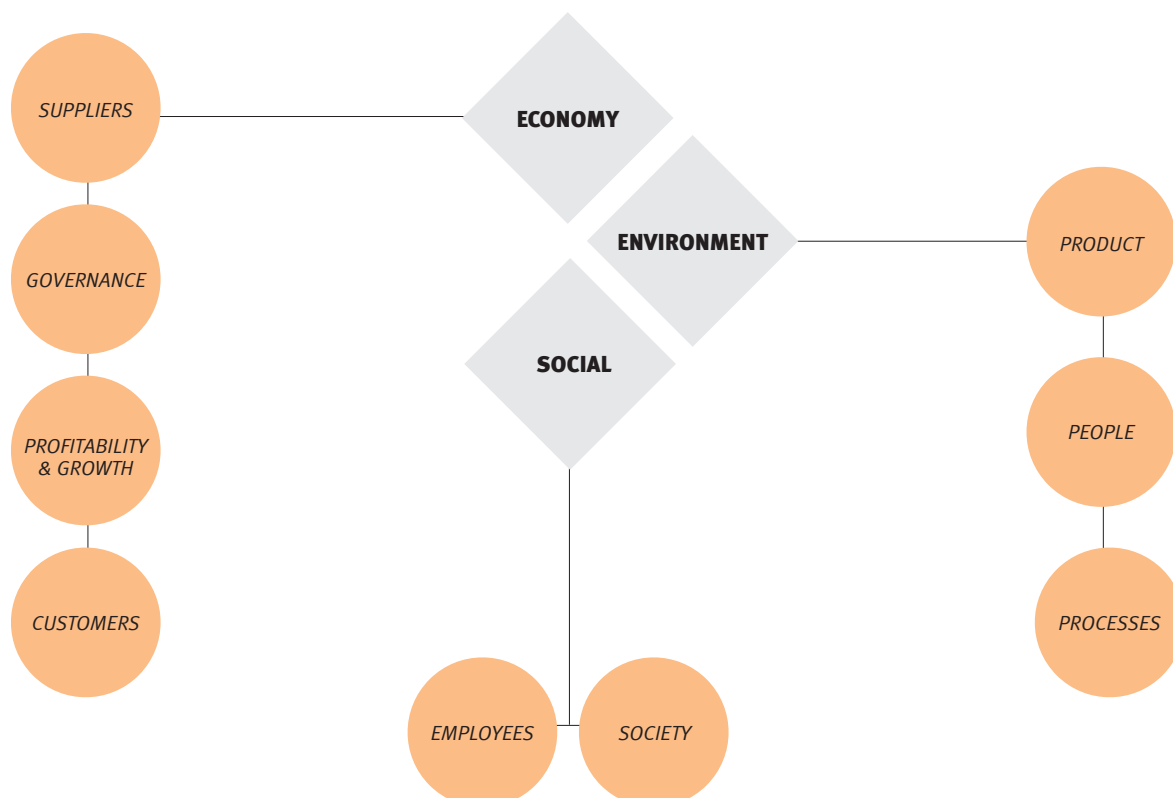 SUPPLIERS
ECONOMY
ENVIRONMENT
PRODUCT
GOVERNANCE
SOCIAL
PROFITABILITY
& GROWTH
PEOPLE
CUSTOMERS
PROCESSES
EMPLOYEES
SOCIETY